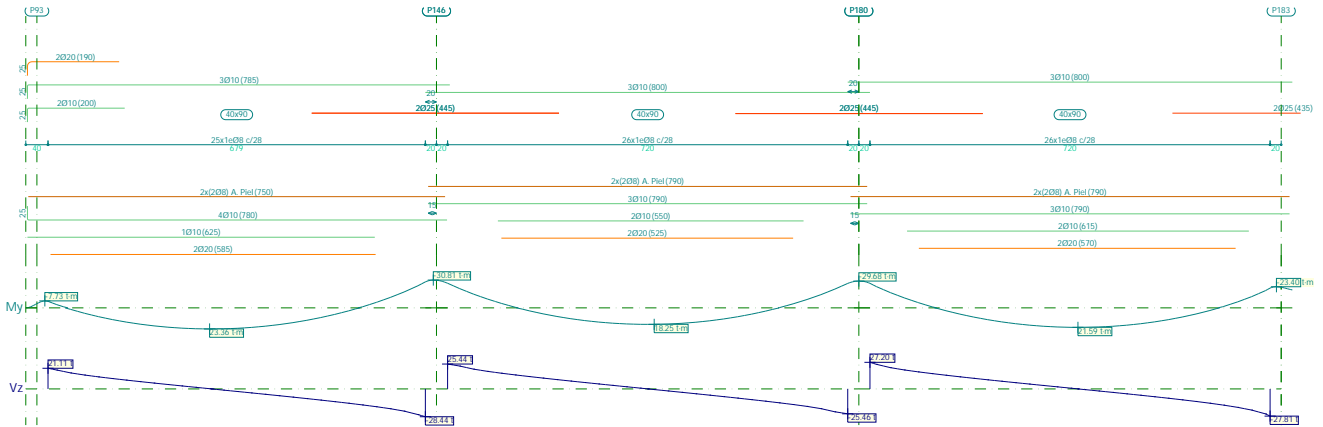 P93 P146 P180 P183
2Ø20(190)
25
3Ø10(785) 3Ø10(800) 3Ø10(800)
25 20 20
2Ø10(200) 2Ø25(445) 2Ø25(445) 2Ø25(435)
25 40x90 40x90 40x90
25x1eØ8 c/28 26x1eØ8 c/28 26x1eØ8 c/28
40 679 20 20 720 20 20 720 20
2x(2Ø8) A. Piel(790)
2x(2Ø8) A. Piel(750) 2x(2Ø8) A. Piel(790)
3Ø10(790)
25 4Ø10(780) 15 3Ø10(790)
2Ø10(550) 15
1Ø10(625) 2Ø20(525) 2Ø10(615)
2Ø20(585) 2Ø20(570)
-30.81 t·m -29.68 t·m -23.40 t·m
-7.73 t·m
My
23.36 t·m 18.25 t·m 21.59 t·m
21.11 t 25.44 t 27.20 t
Vz
-28.44 t -25.46 t -27.81 t